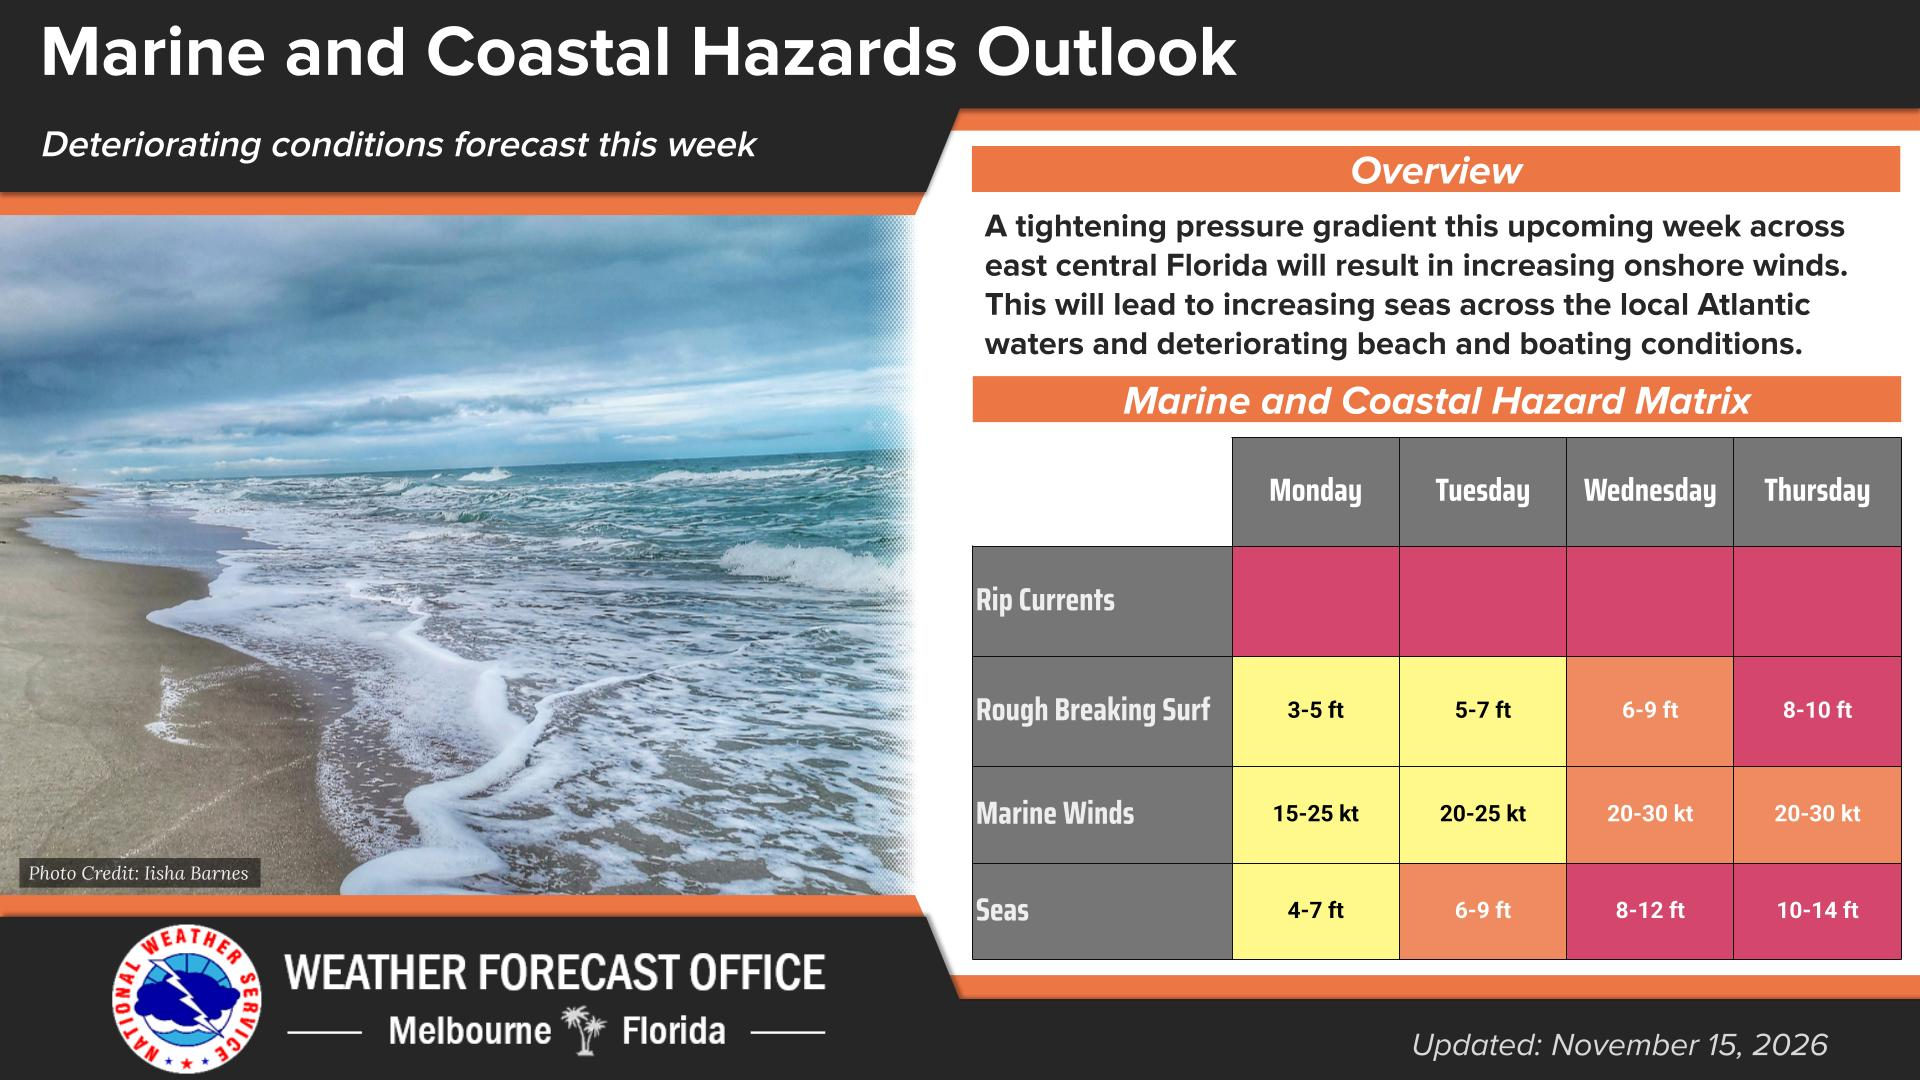 Marine and Coastal Hazards Outlook
Deteriorating conditions forecast this week
Overview
A tightening pressure gradient this upcoming week across
east central Florida will result in increasing onshore winds.
This will lead to increasing seas across the local Atlantic
waters and deteriorating beach and boating conditions.
Marine and Coastal Hazard Matrix
Monday Tuesday Wednesday Thursday
Rip Currents
Rough Breaking Surf 3-5 ft 5-7 ft 6-9 ft 8-10 ft
Marine Winds 15-25 kt 20-25 kt 20-30 kt 20-30 kt
Seas 4-7 ft 6-9 ft 8-12 ft 10-14 ft
Photo Credit: Iisha Barnes
NATIONAL WEATHER SERVICE
WEATHER FORECAST OFFICE
Melbourne Florida
Updated: November 15, 2026